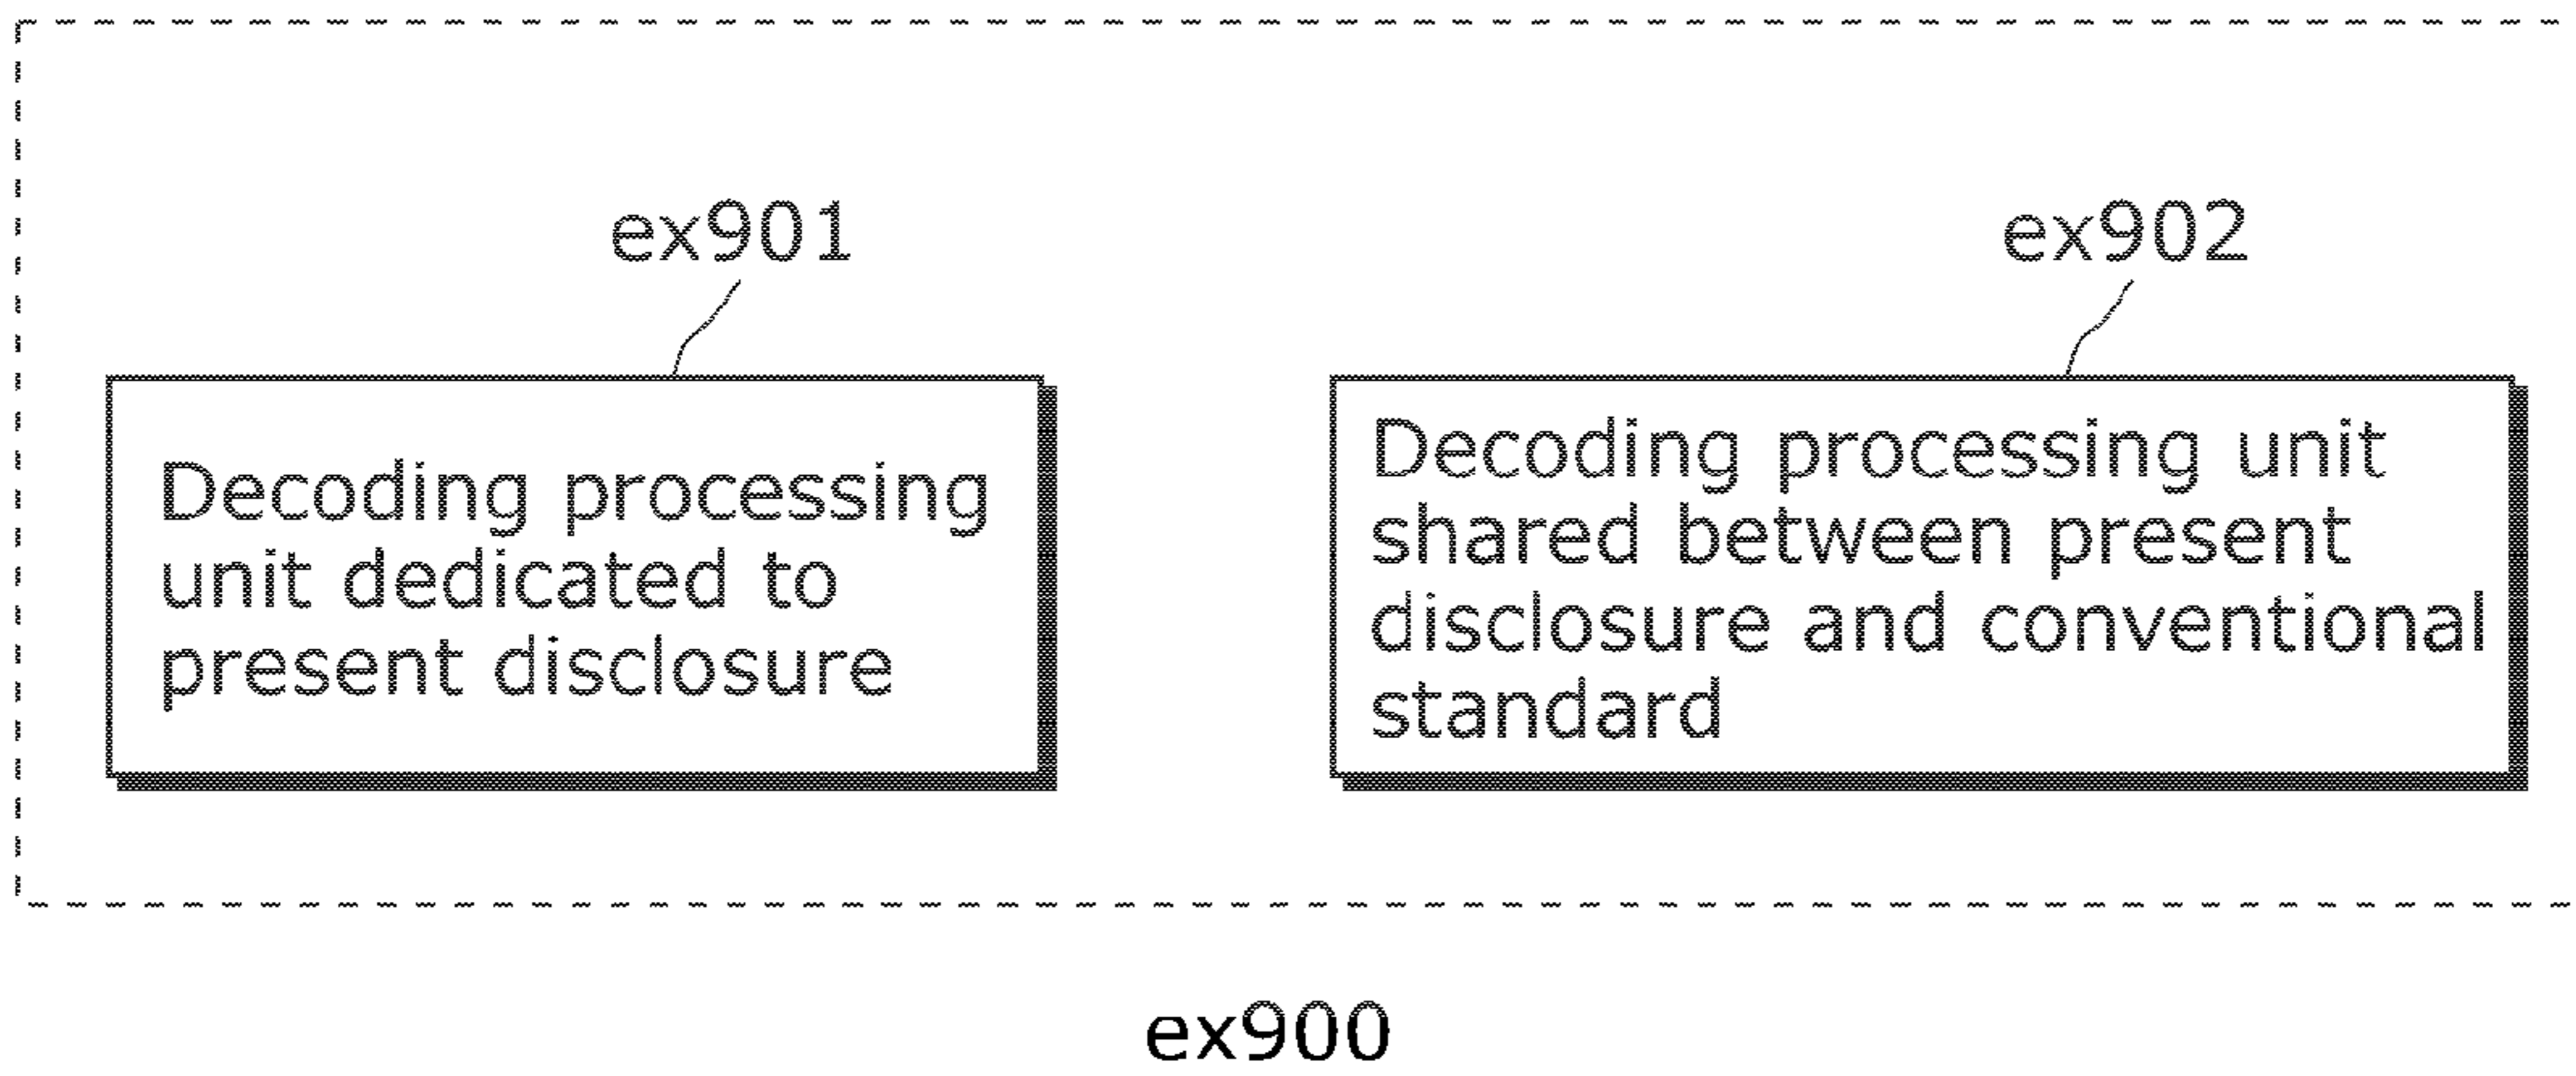 ex901
Decoding processing
unit dedicated to
present disclosure
ex902
Decoding processing unit
shared between present
disclosure and conventional
standard
ex900